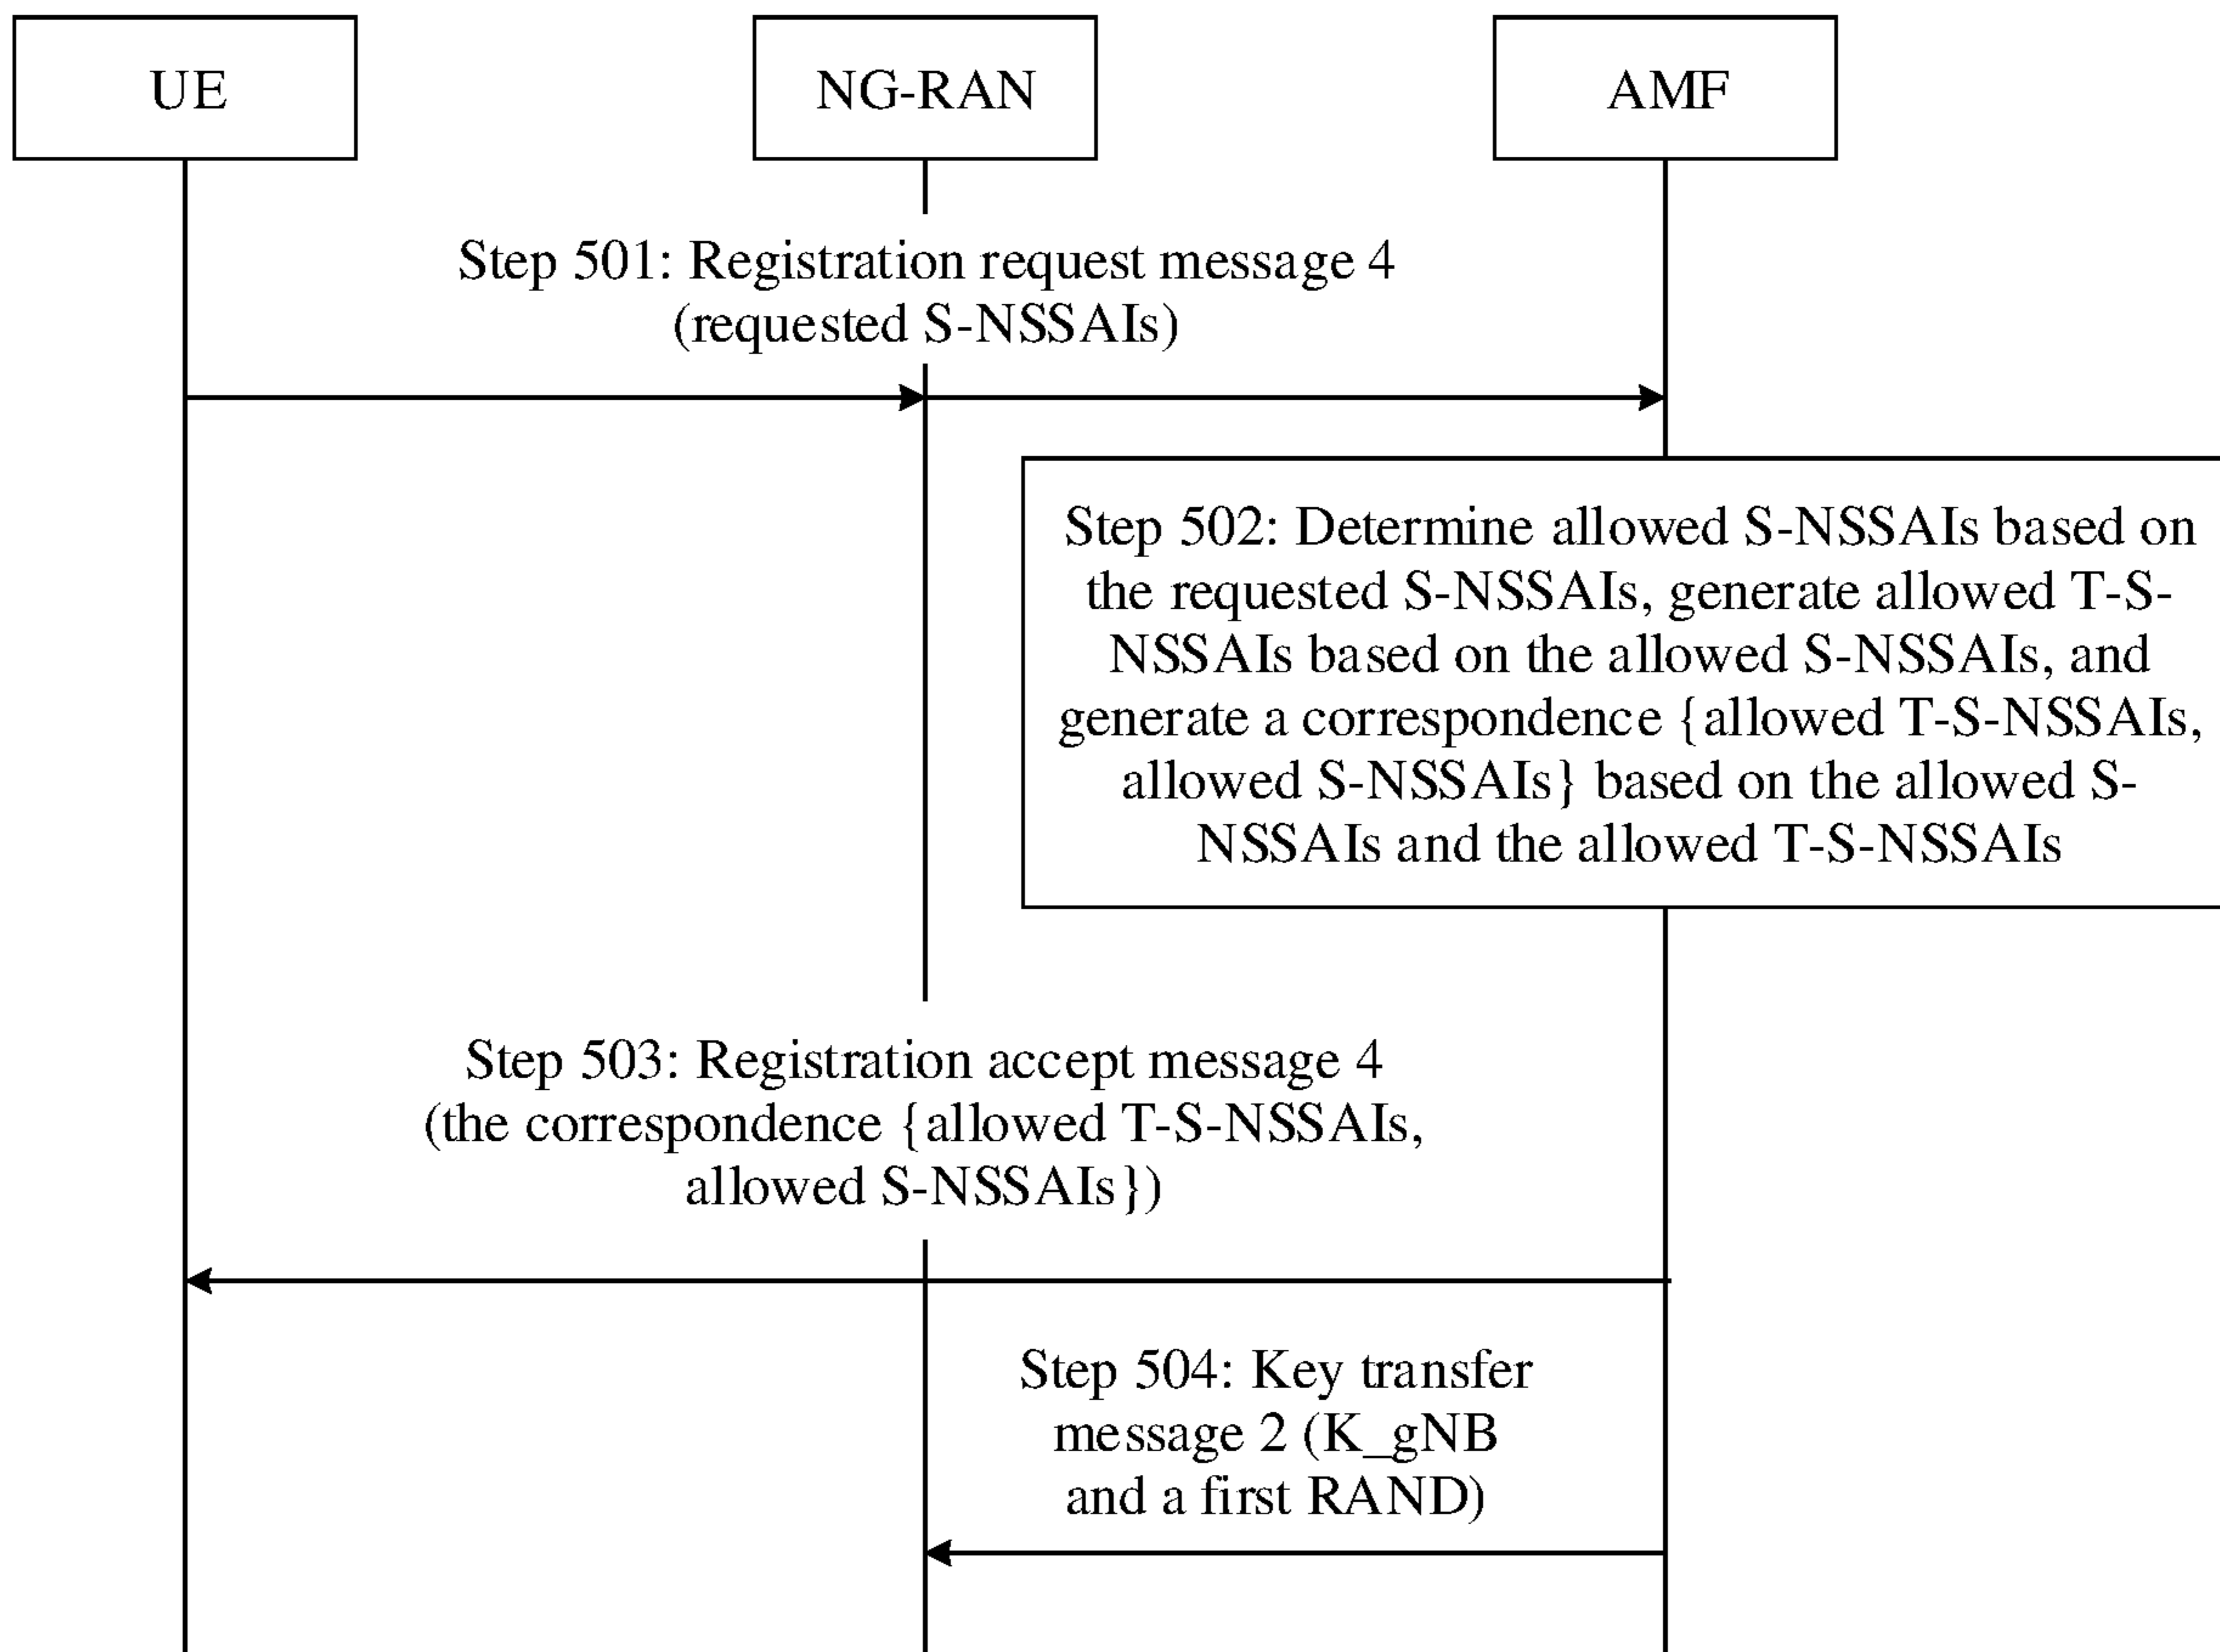 UE
NG-RAN
AMF
Step 501: Registration request message 4
(requested S-NSSAIs)
Step 502: Determine allowed S-NSSAIs based on
the requested S-NSSAIs, generate allowed T-S-
NSSAIs based on the allowed S-NSSAIs, and
generate a correspondence {allowed T-S-NSSAIs,
allowed S-NSSAIs} based on the allowed S-
NSSAIs and the allowed T-S-NSSAIs
Step 503: Registration accept message 4
(the correspondence {allowed T-S-NSSAIs,
allowed S-NSSAIs})
Step 504: Key transfer
message 2 (K_gNB
and a first RAND)